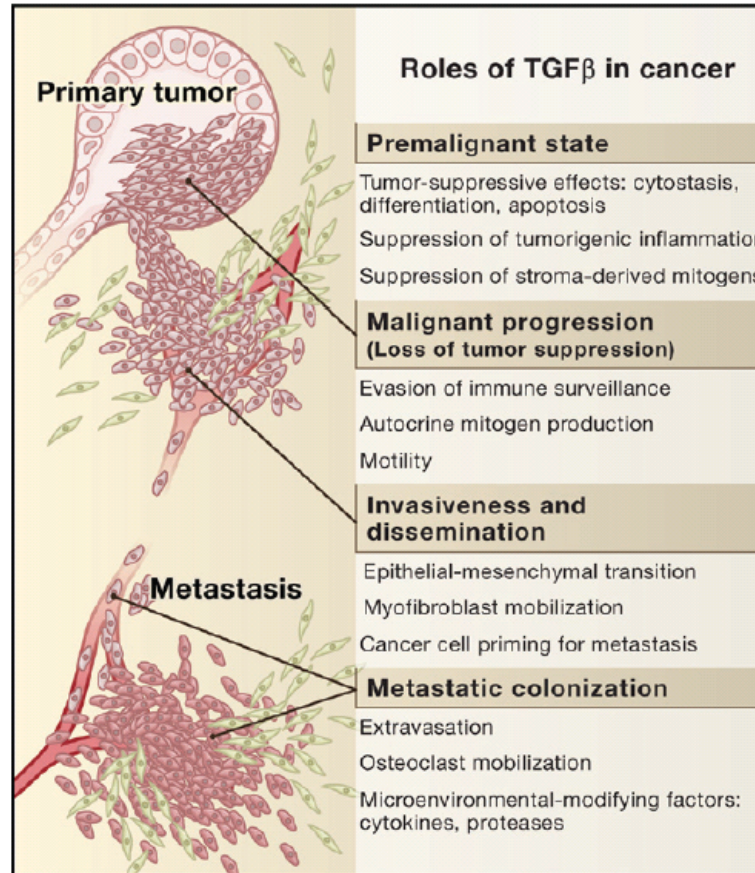 Primary tumor
Metastasis
Roles of TGFβ in cancer
Premalignant state
Tumor-suppressive effects: cytostasis,
differentiation, apoptosis
Suppression of tumorigenic inflammation
Suppression of stroma-derived mitogens
Malignant progression
(Loss of tumor suppression)
Evasion of immune surveillance
Autocrine mitogen production
Motility
Invasiveness and
dissemination
Epithelial-mesenchymal transition
Myofibroblast mobilization
Cancer cell priming for metastasis
Metastatic colonization
Extravasation
Osteoclast mobilization
Microenvironmental-modifying factors:
cytokines, proteases